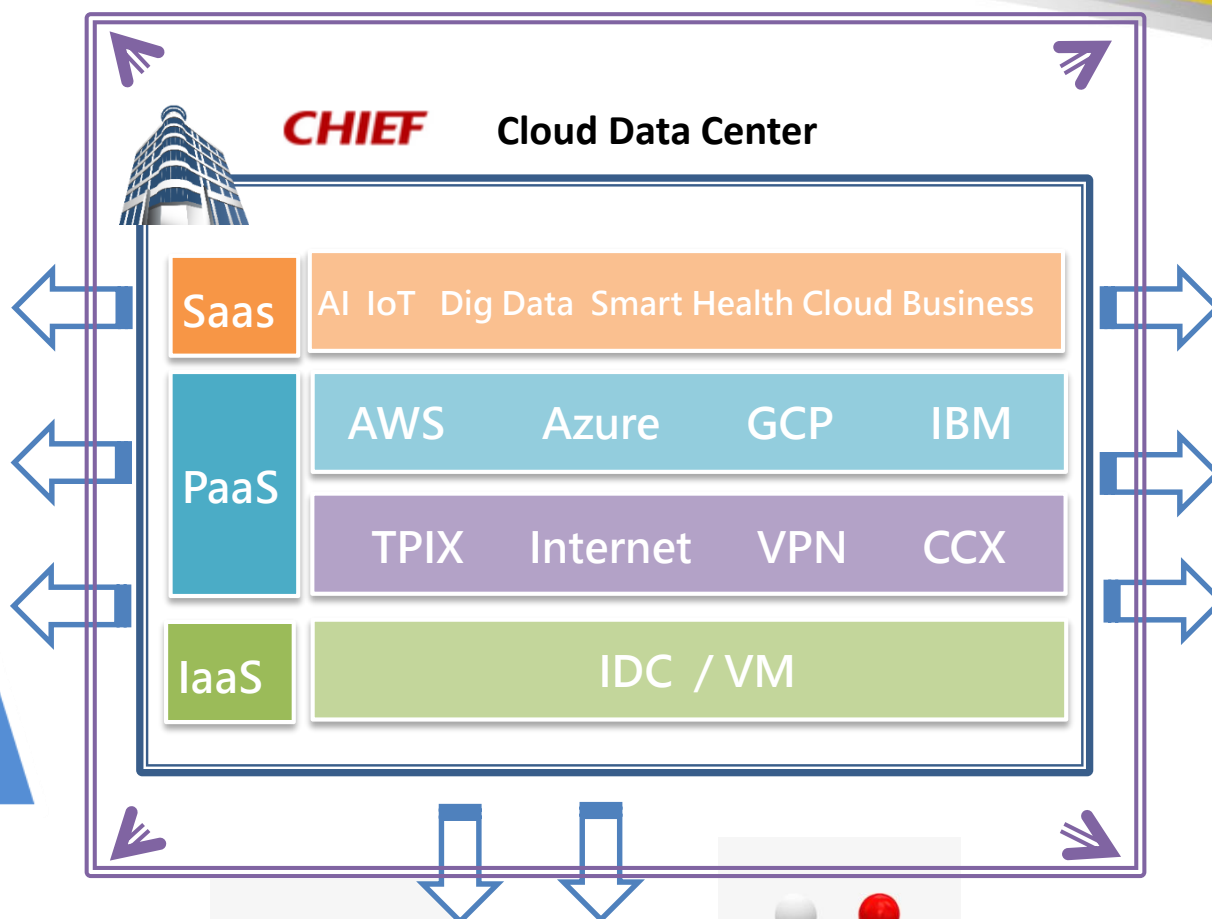 CHIEF Cloud Data Center
Saas AI IoT Dig Data Smart Health Cloud Business
AWS Azure GCP IBM
PaaS
TPIX Internet VPN CCX
IaaS IDC / VM